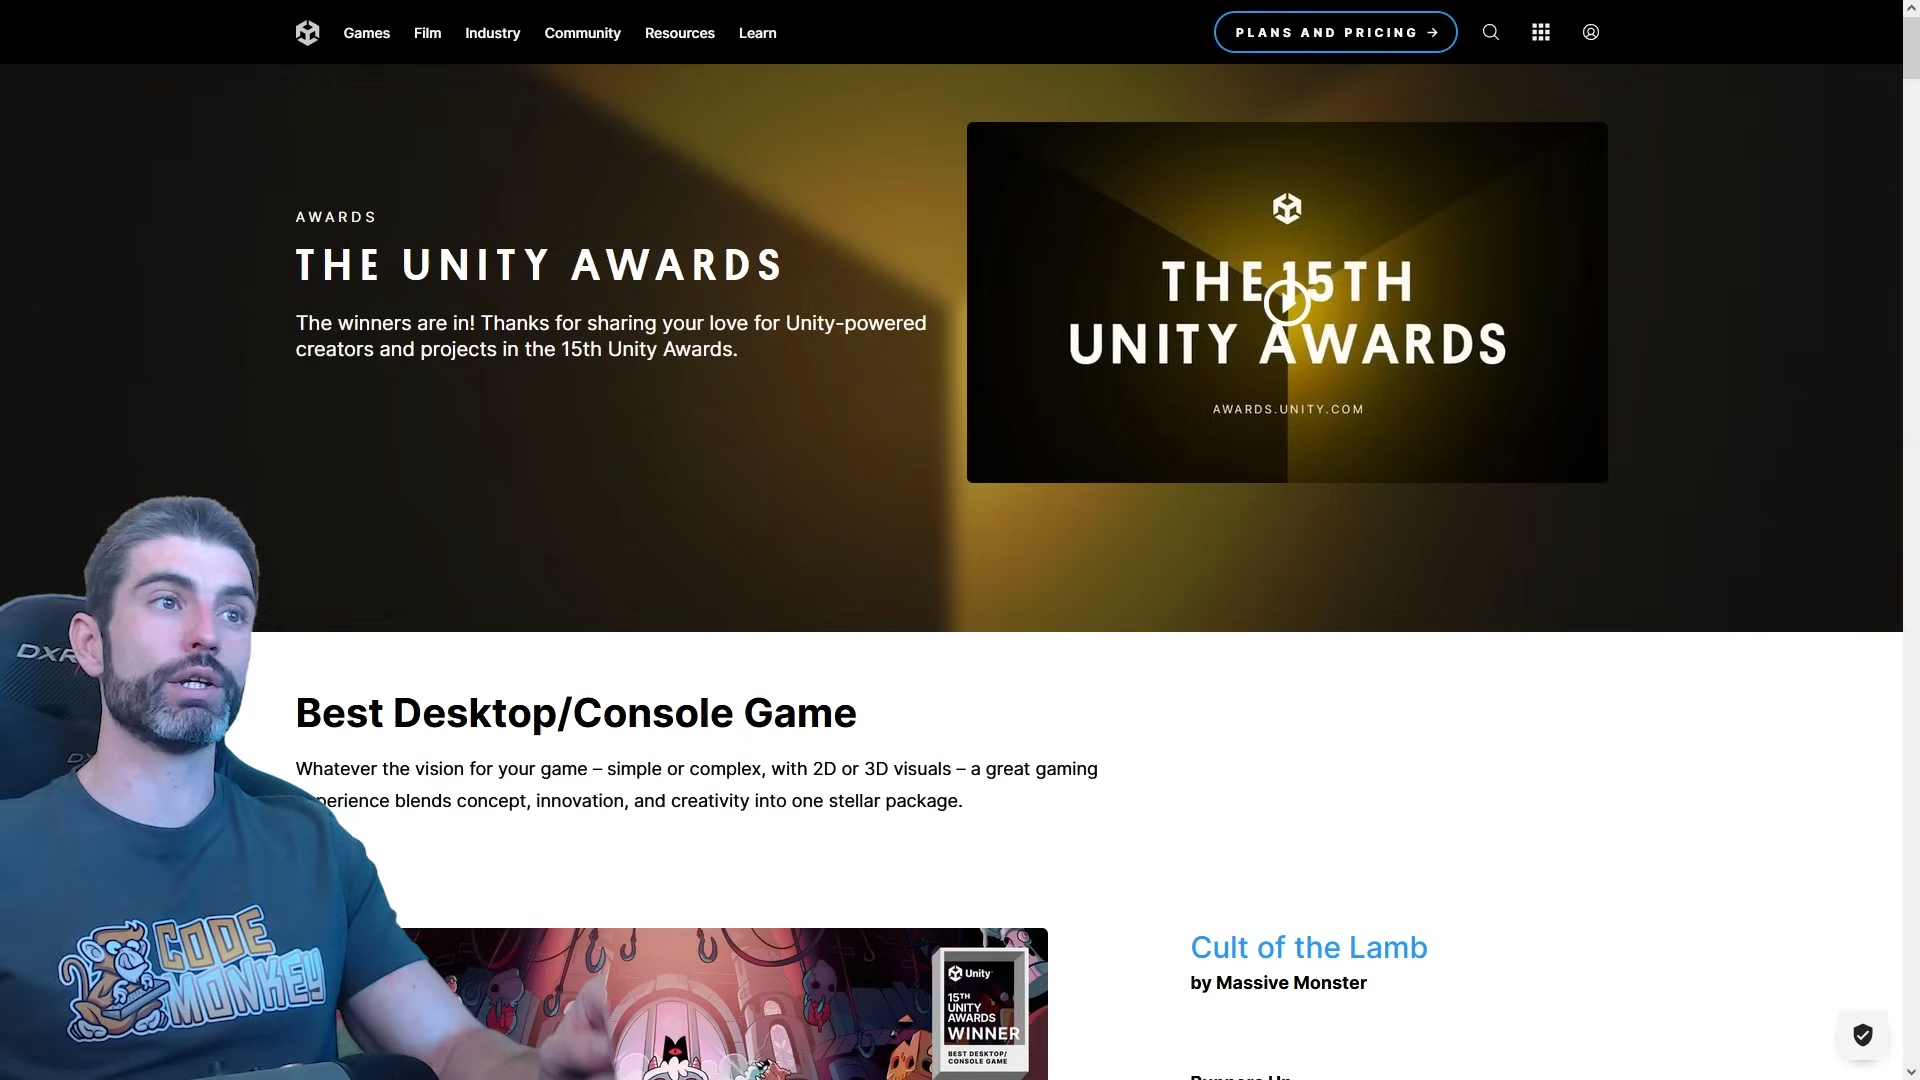 Games Film Industry Community Resources Learn
PLANS AND PRICING →
AWARDS
THE UNITY AWARDS
The winners are in! Thanks for sharing your love for Unity-powered
creators and projects in the 15th Unity Awards.
THE 15TH
UNITY AWARDS
AWARDS.UNITY.COM
Best Desktop/Console Game
Whatever the vision for your game – simple or complex, with 2D or 3D visuals – a great gaming
perience blends concept, innovation, and creativity into one stellar package.
DXR
DX
CODE
MONKEY
Unity
15TH
UNITY
AWARDS
WINNER
BEST DESKTOP/
CONSOLE GAME
Cult of the Lamb
by Massive Monster